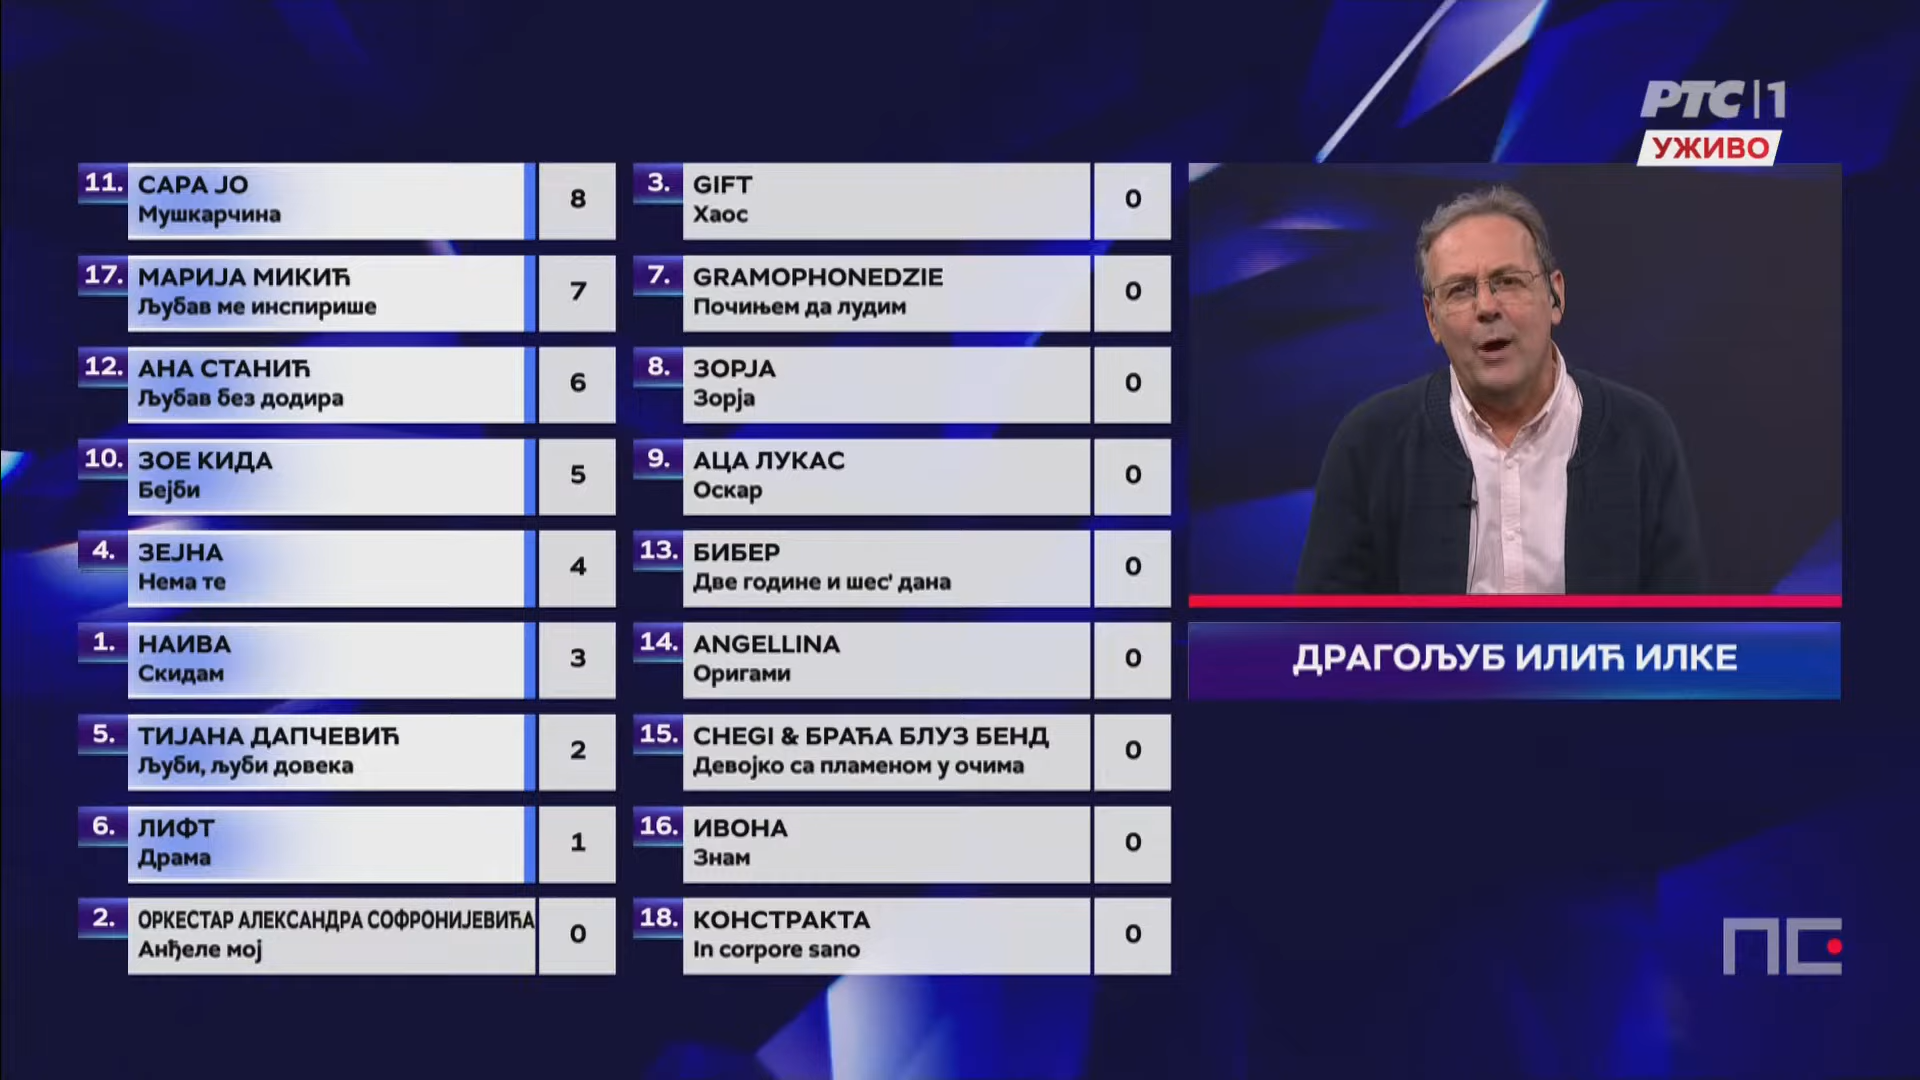 РТС|1
УЖИВО
11. САРА ЈО 8
Мушкарчина
17. МАРИЈА МИКИЋ 7
Љубав ме инспирише
12. АНА СТАНИЋ 6
Љубав без додира
10. ЗОЕ КИДА 5
Бејби
4. ЗЕЈНА 4
Нема те
1. НАИВА 3
Скидам
5. ТИЈАНА ДАПЧЕВИЋ 2
Љуби, љуби довека
6. ЛИФТ 1
Драма
2. ОРКЕСТАР АЛЕКСАНДРА СОФРОНИЈЕВИЋА 0
Анђеле мој
3. GIFT 0
Хаос
7. GRAMOPHONEDZIE 0
Почињем да лудим
8. ЗОРЈА 0
Зорја
9. АЦА ЛУКАС 0
Оскар
13. БИБЕР 0
Две године и шес' дана
14. ANGELLINA 0
Оригами
15. CHEGI & БРАЋА БЛУЗ БЕНД 0
Девојко са пламеном у очима
16. ИВОНА 0
Знам
18. КОНСТРАКТА 0
In corpore sano
ДРАГОЉУБ ИЛИЋ ИЛКЕ
ПС